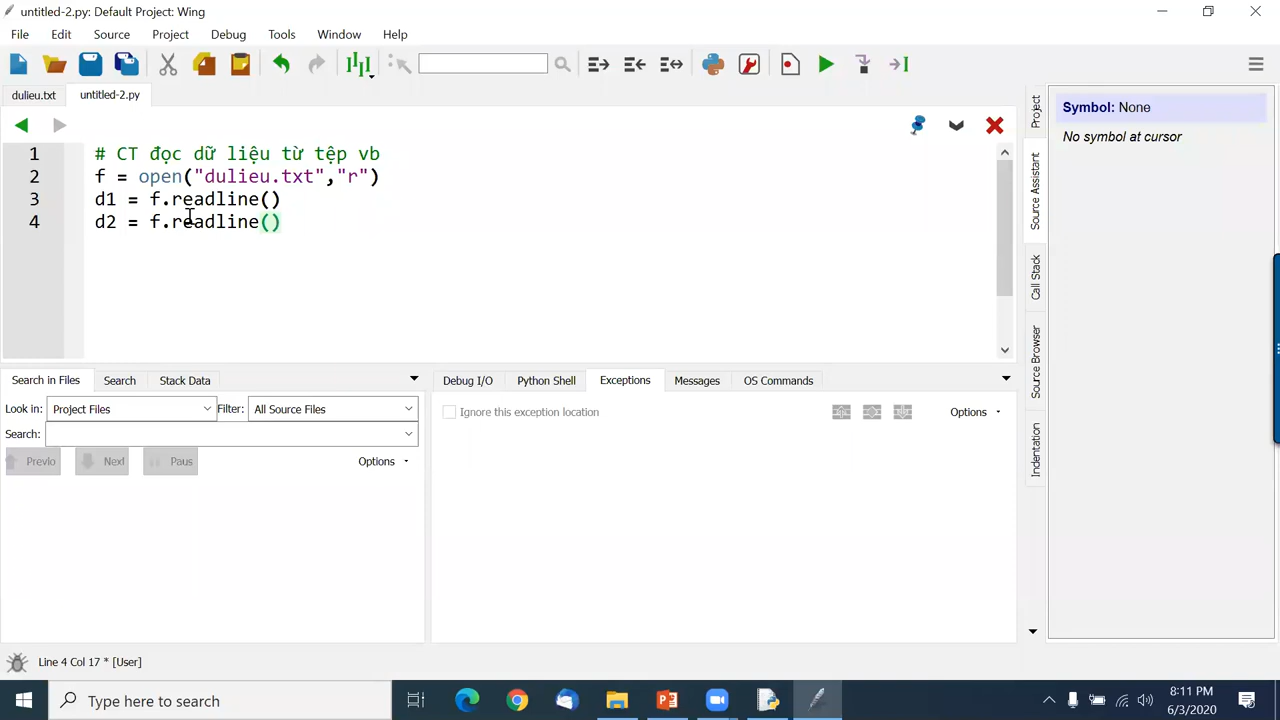 untitled-2.py: Default Project: Wing
File Edit Source Project Debug Tools Window Help
dulieu.txt untitled-2.py
1 # CT đọc dữ liệu từ tệp vb
2 f = open("dulieu.txt","r")
3 d1 = f.readline()
4 d2 = f.readline()
Symbol: None
No symbol at cursor
Project
Source Assistant
Call Stack
Source Browser
Indentation
Search in Files Search Stack Data
Look in: Project Files Filter: All Source Files
Search:
Previo Next Paus Options
Debug I/O Python Shell Exceptions Messages OS Commands
Ignore this exception location Options
Line 4 Col 17 * [User]
Type here to search
8:11 PM
6/3/2020